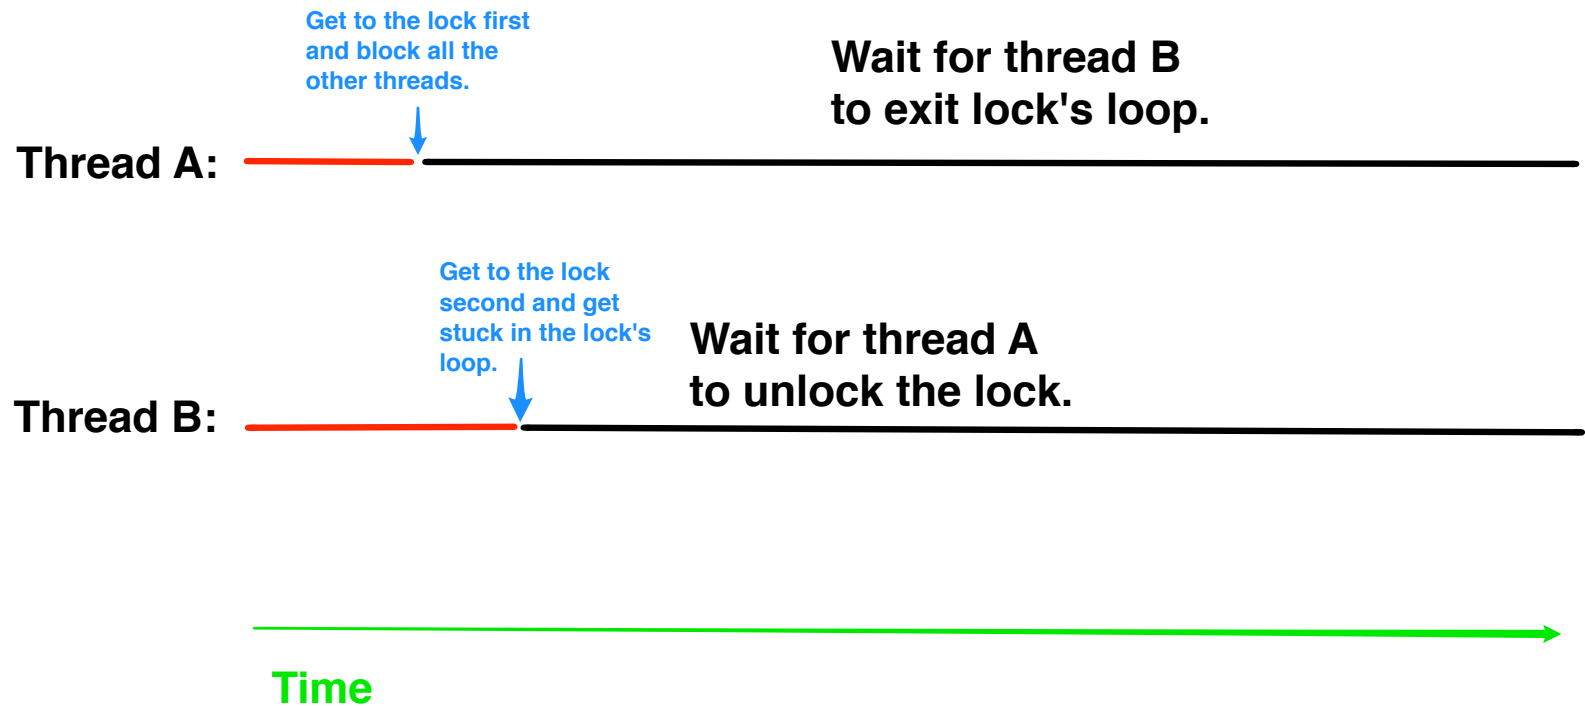 Get to the lock first
and block all the
other threads.
Wait for thread B
to exit lock's loop.
Thread A:
Get to the lock
second and get
stuck in the lock's
loop.
Wait for thread A
to unlock the lock.
Thread B:
Time